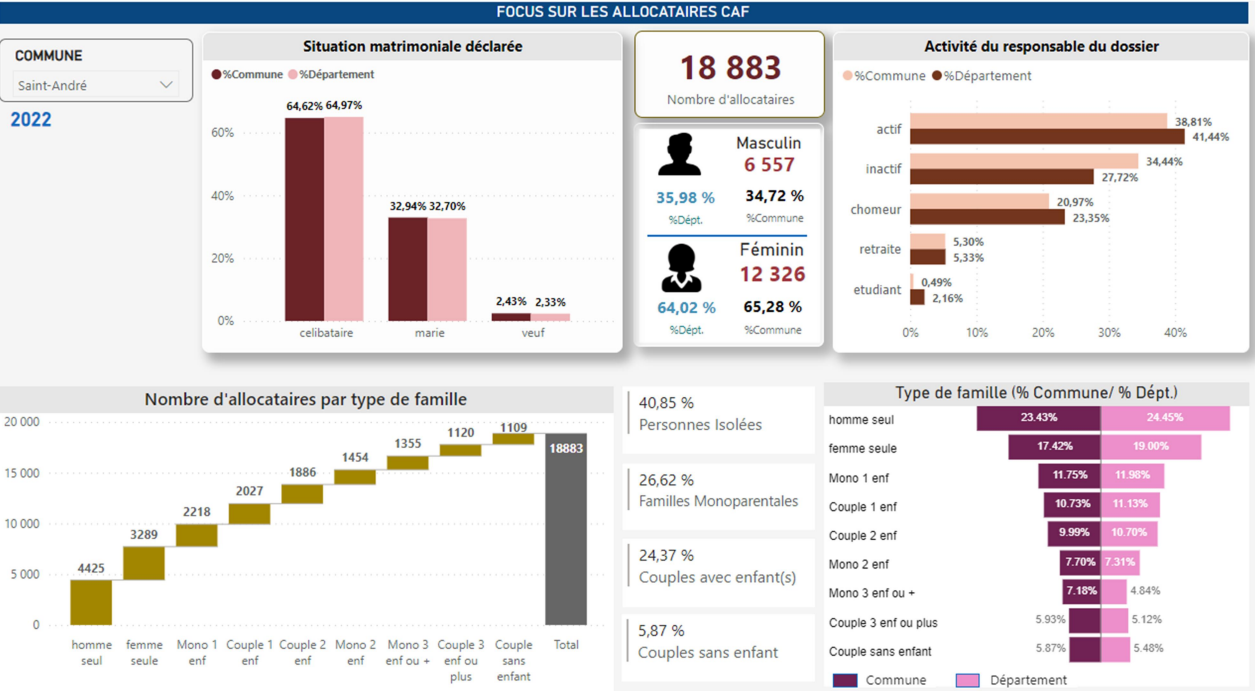 FOCUS SUR LES ALLOCATAIRES CAF
COMMUNE
Saint-André
2022
Situation matrimoniale déclarée
%Commune %Département
64,62% 64,97%
32,94% 32,70%
2,43% 2,33%
60%
40%
20%
0%
celibataire marie veuf
18 883
Nombre d'allocataires
Masculin
6 557
35,98 % 34,72 %
%Dépt. %Commune
Féminin
12 326
64,02 % 65,28 %
%Dépt. %Commune
Activité du responsable du dossier
%Commune %Département
actif 38,81%
41,44%
inactif 34,44%
27,72%
chomeur 20,97%
23,35%
retraite 5,30%
5,33%
etudiant 0,49%
2,16%
0% 10% 20% 30% 40%
Nombre d'allocataires par type de famille
20 000
15 000
10 000
5 000
0
4425
3289
2218
2027
1886
1454
1355
1120
1109
18883
homme seul
femme seule
Mono 1 enf
Couple 1 enf
Couple 2 enf
Mono 2 enf
Mono 3 enf ou +
Couple 3 enf ou plus
Couple sans enfant
Total
40,85 %
Personnes Isolées
26,62 %
Familles Monoparentales
24,37 %
Couples avec enfant(s)
5,87 %
Couples sans enfant
Type de famille (% Commune/ % Dépt.)
homme seul 23.43% 24.45%
femme seule 17.42% 19.00%
Mono 1 enf 11.75% 11.98%
Couple 1 enf 10.73% 11.13%
Couple 2 enf 9.99% 10.70%
Mono 2 enf 7.70% 7.31%
Mono 3 enf ou + 7.18% 4.84%
Couple 3 enf ou plus 5.93% 5.12%
Couple sans enfant 5.87% 5.48%
Commune Département